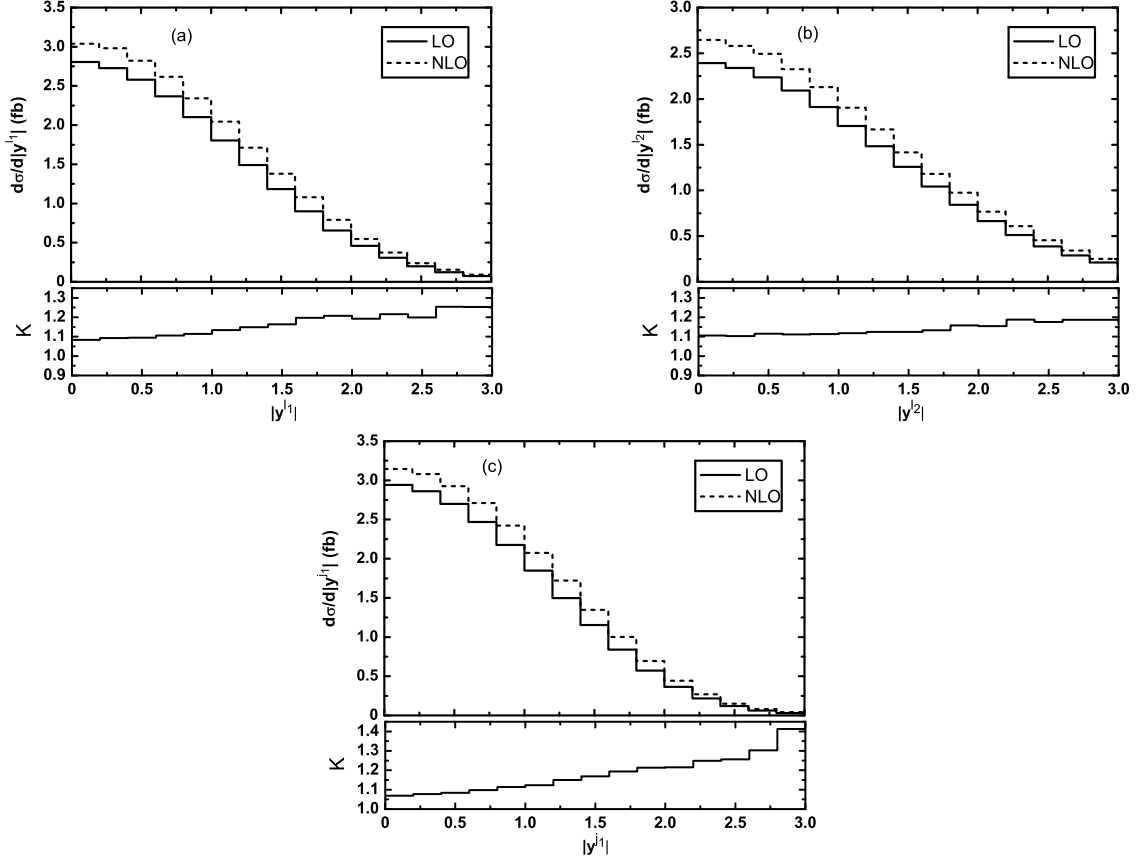 (a)
LO
NLO
dσ/d|y^l1| (fb)
3.5
3.0
2.5
2.0
1.5
1.0
0.5
0
K
1.3
1.2
1.1
1.0
0.9
0 0.5 1.0 1.5 2.0 2.5 3.0
|y^l1|
(b)
LO
NLO
dσ/d|y^l2| (fb)
3.0
2.5
2.0
1.5
1.0
0.5
0
K
1.3
1.2
1.1
1.0
0.9
0 0.5 1.0 1.5 2.0 2.5 3.0
|y^l2|
(c)
LO
NLO
dσ/d|y^j1| (fb)
3.5
3.0
2.5
2.0
1.5
1.0
0.5
0
K
1.4
1.3
1.2
1.1
1.0
0 0.5 1.0 1.5 2.0 2.5 3.0
|y^j1|